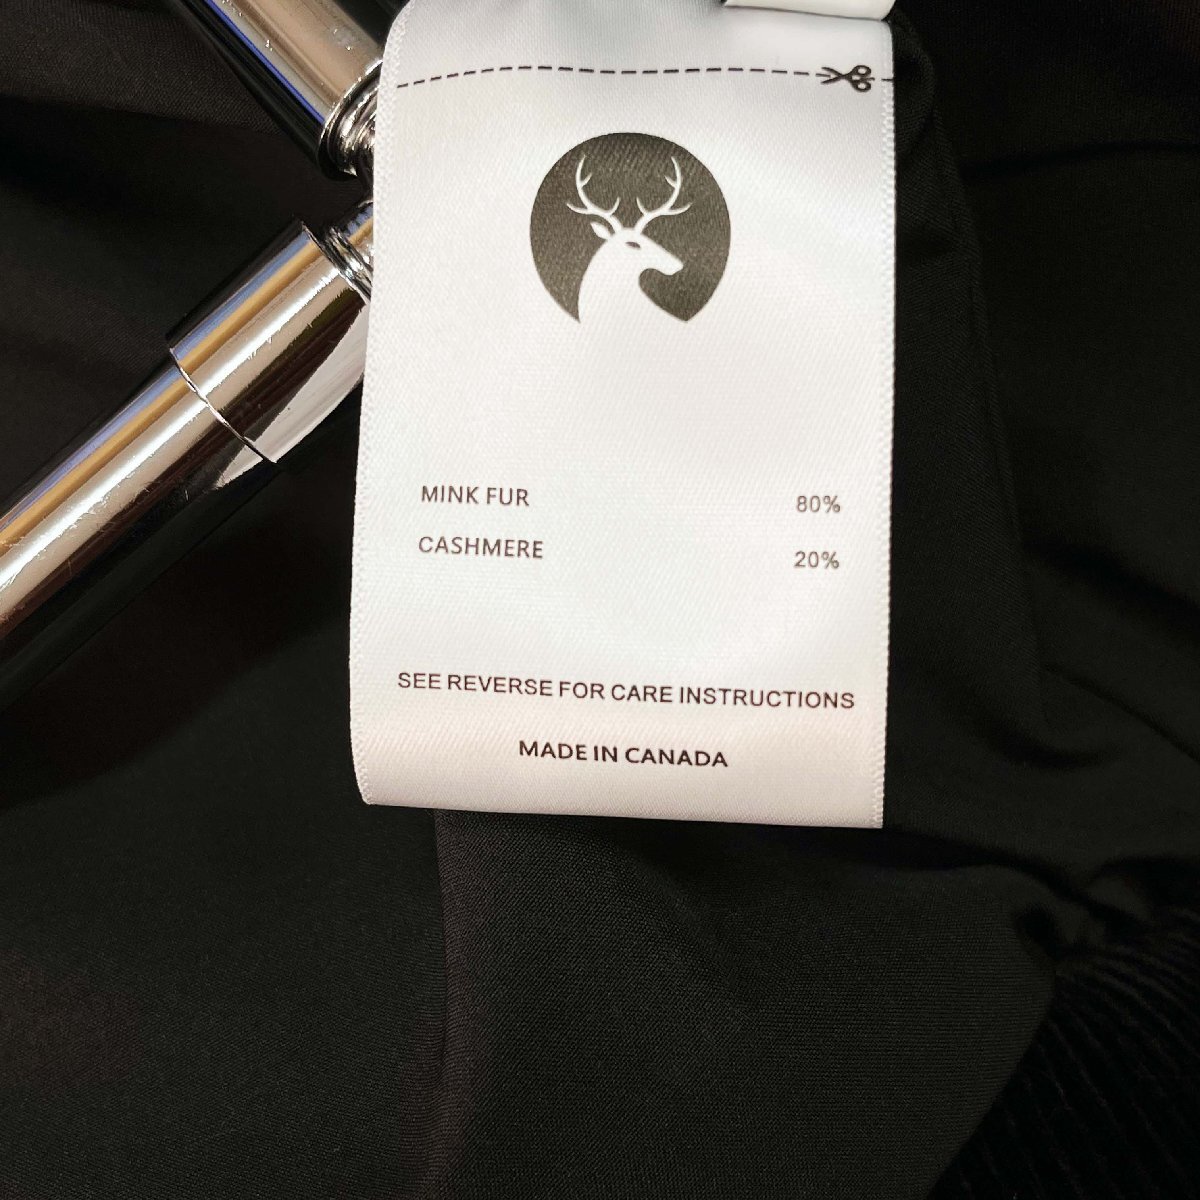 MINK FUR 80%
CASHMERE 20%
SEE REVERSE FOR CARE INSTRUCTIONS
MADE IN CANADA